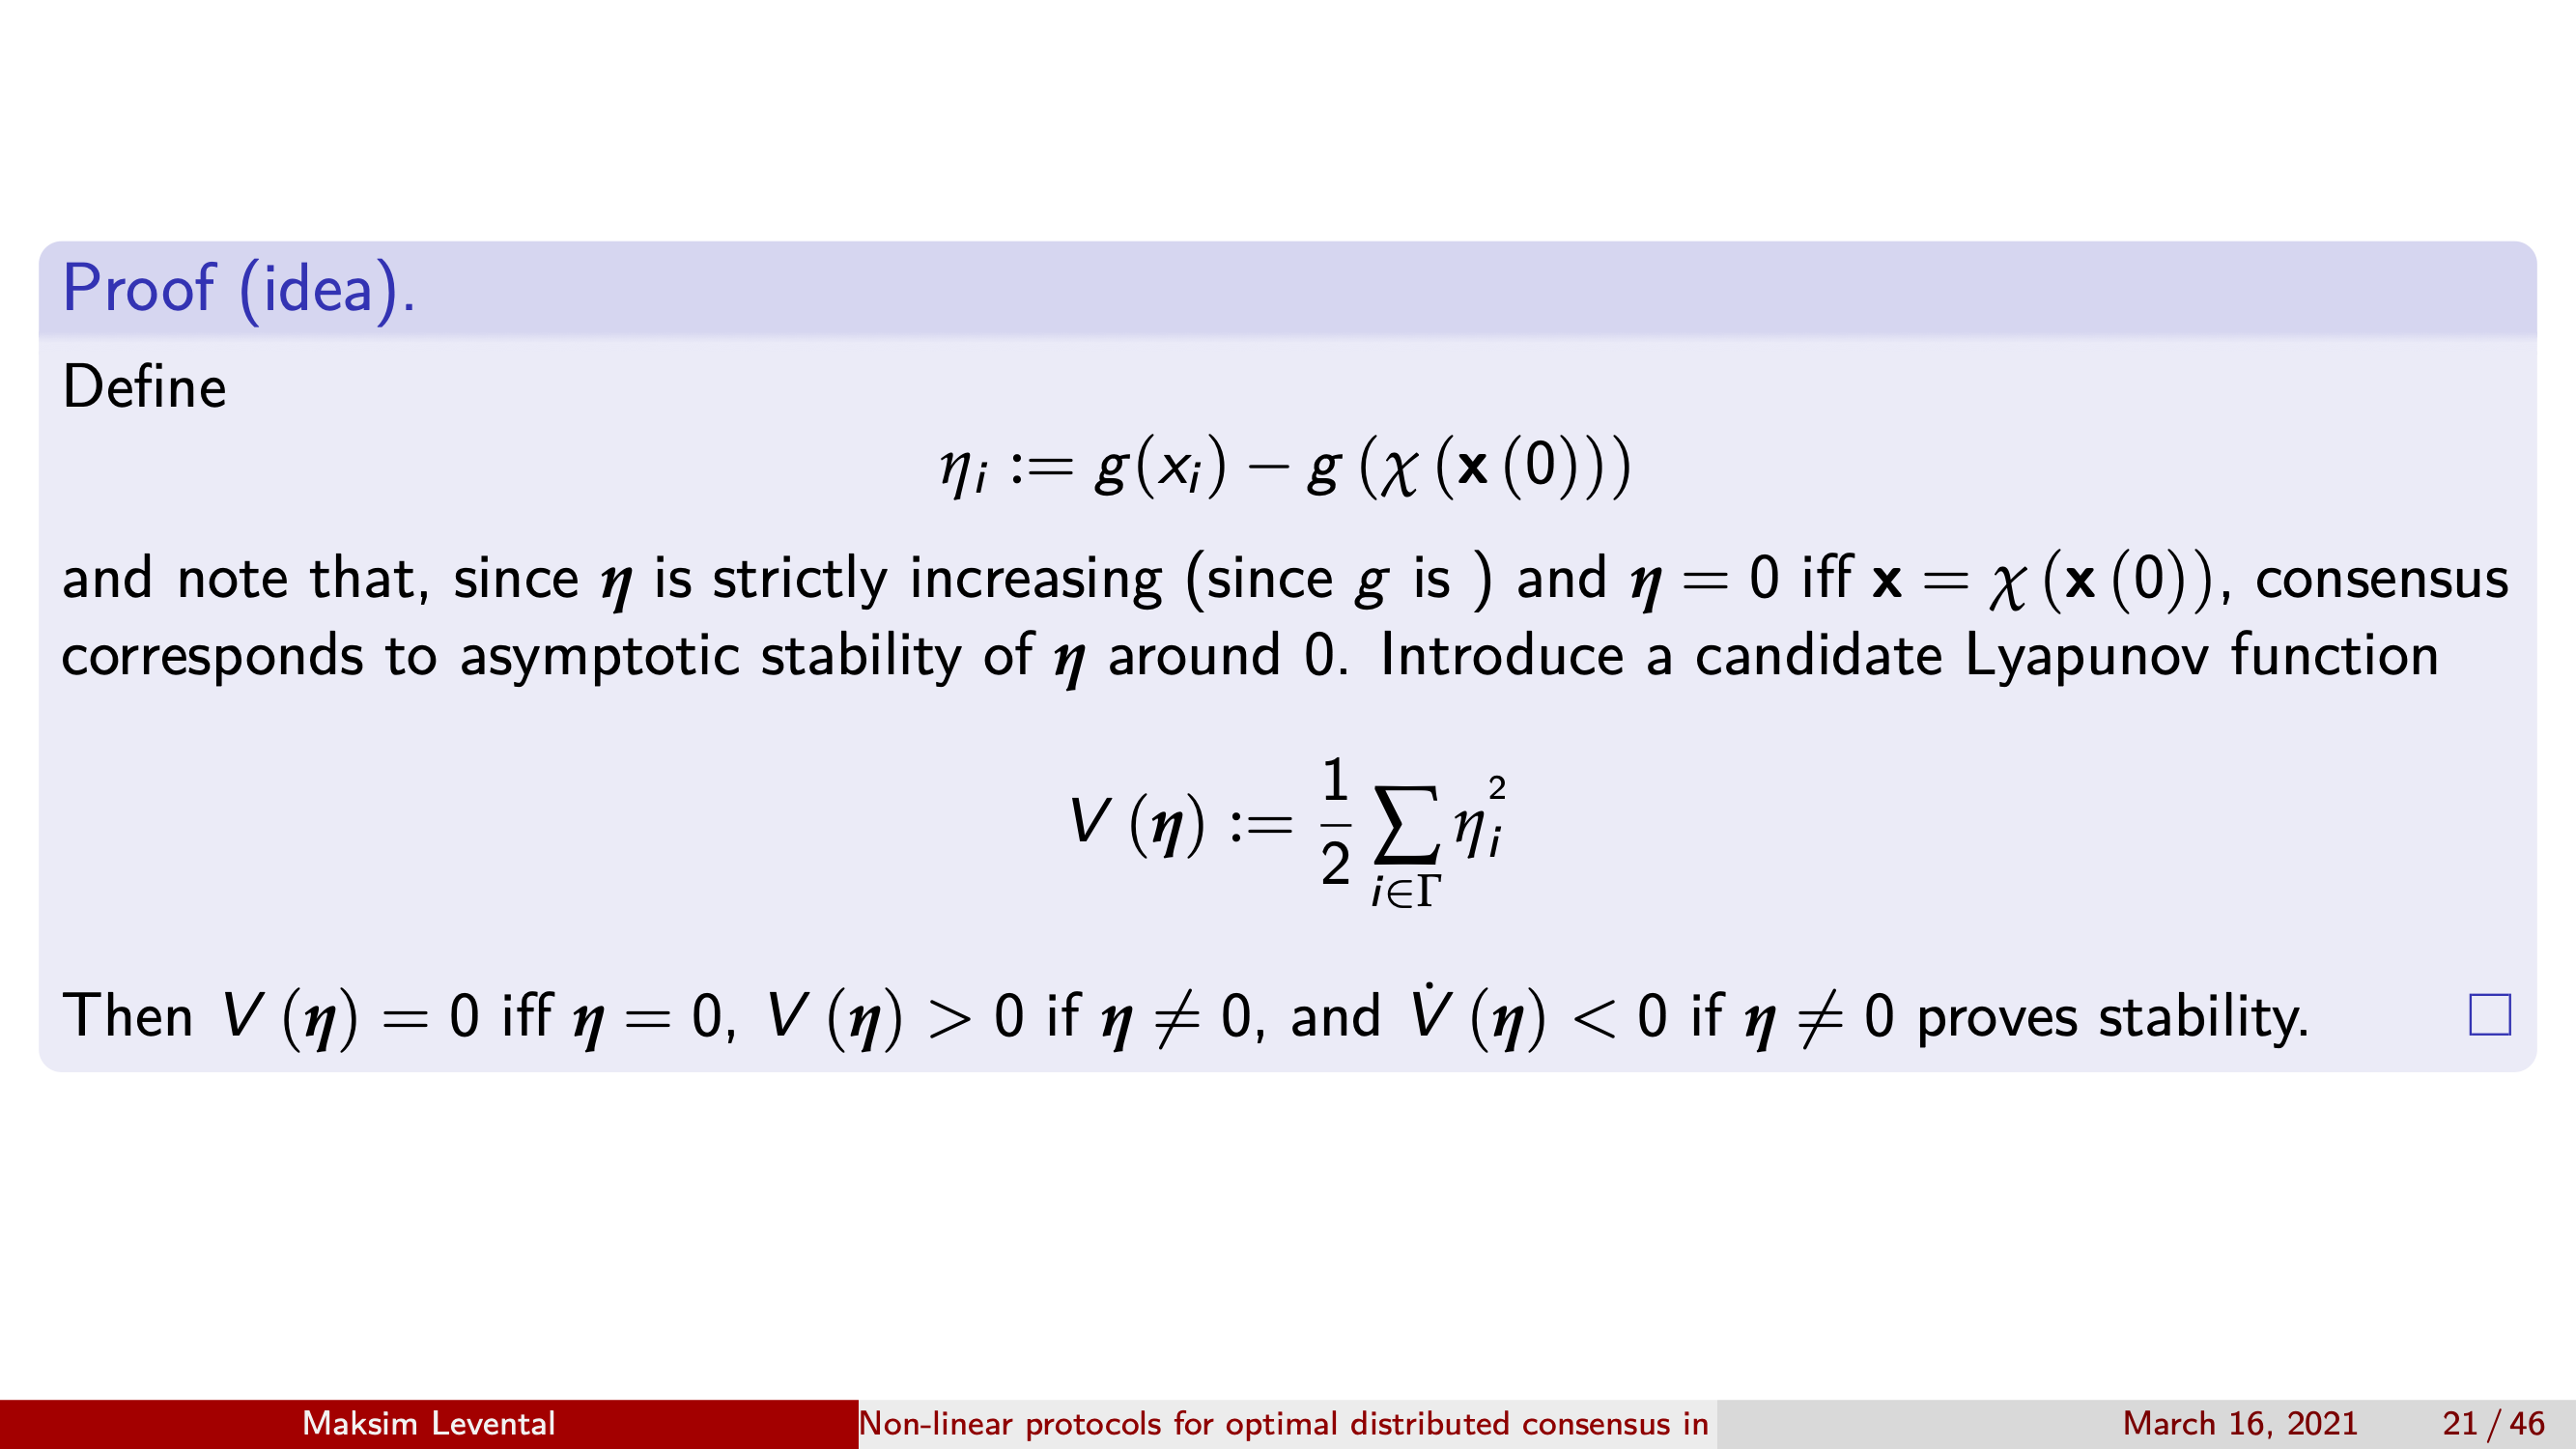 Proof (idea).
Define
ηᵢ := g(xᵢ) − g (χ (𝐱 (0)))
and note that, since 𝜼 is strictly increasing (since g is ) and 𝜼 = 0 iff 𝐱 = χ (𝐱 (0)), consensus
corresponds to asymptotic stability of 𝜼 around 0. Introduce a candidate Lyapunov function
V (𝜼) := 1/2 ∑_{i∈Γ} η_i^2
Then V (𝜼) = 0 iff 𝜼 = 0, V (𝜼) > 0 if 𝜼 ≠ 0, and V̇ (𝜼) < 0 if 𝜼 ≠ 0 proves stability. □
Maksim Levental Non-linear protocols for optimal distributed consensus in March 16, 2021 21 / 46